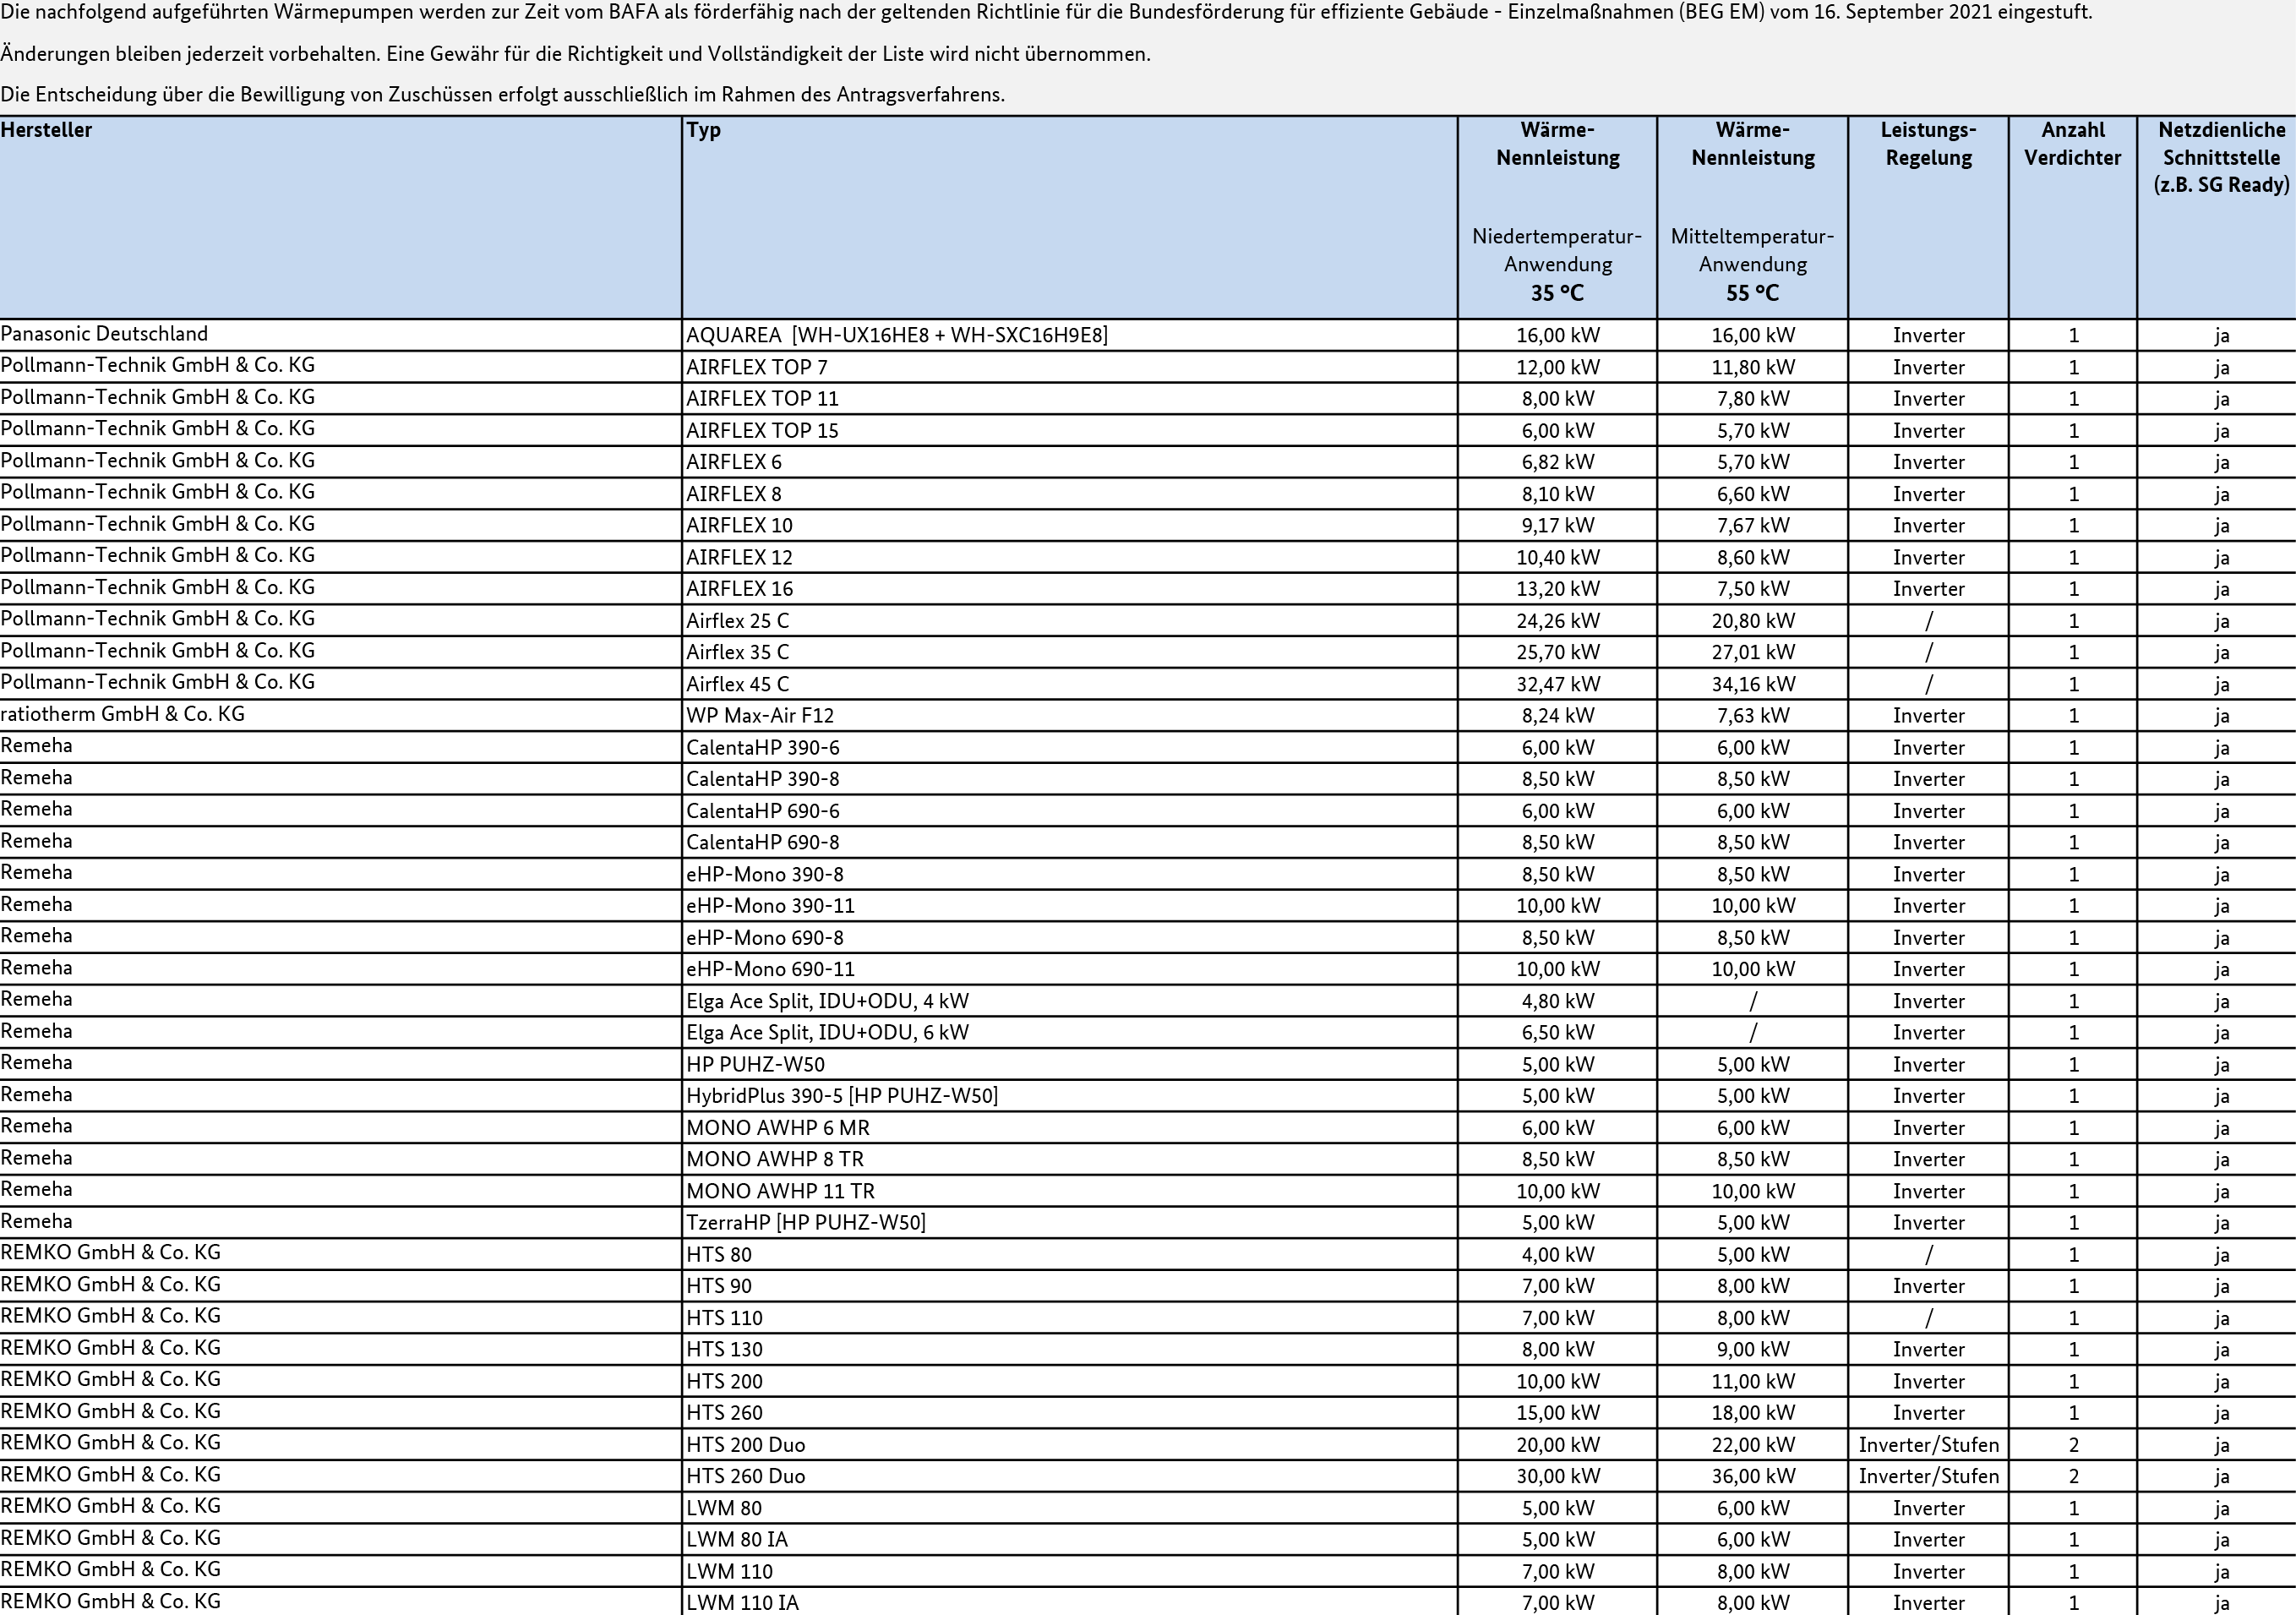 Die nachfolgend aufgeführten Wärmepumpen werden zur Zeit vom BAFA als förderfähig nach der geltenden Richtlinie für die Bundesförderung für effiziente Gebäude - Einzelmaßnahmen (BEG EM) vom 16. September 2021 eingestuft.
Änderungen bleiben jederzeit vorbehalten. Eine Gewähr für die Richtigkeit und Vollständigkeit der Liste wird nicht übernommen.
Die Entscheidung über die Bewilligung von Zuschüssen erfolgt ausschließlich im Rahmen des Antragsverfahrens.
Hersteller Typ Wärme- Wärme- Leistungs- Anzahl Netzdienliche
Nennleistung Nennleistung Regelung Verdichter Schnittstelle
(z.B. SG Ready)
Niedertemperatur- Mitteltemperatur-
Anwendung Anwendung
35 °C 55 °C
Panasonic Deutschland AQUAREA [WH-UX16HE8 + WH-SXC16H9E8] 16,00 kW 16,00 kW Inverter 1 ja
Pollmann-Technik GmbH & Co. KG AIRFLEX TOP 7 12,00 kW 11,80 kW Inverter 1 ja
Pollmann-Technik GmbH & Co. KG AIRFLEX TOP 11 8,00 kW 7,80 kW Inverter 1 ja
Pollmann-Technik GmbH & Co. KG AIRFLEX TOP 15 6,00 kW 5,70 kW Inverter 1 ja
Pollmann-Technik GmbH & Co. KG AIRFLEX 6 6,82 kW 5,70 kW Inverter 1 ja
Pollmann-Technik GmbH & Co. KG AIRFLEX 8 8,10 kW 6,60 kW Inverter 1 ja
Pollmann-Technik GmbH & Co. KG AIRFLEX 10 9,17 kW 7,67 kW Inverter 1 ja
Pollmann-Technik GmbH & Co. KG AIRFLEX 12 10,40 kW 8,60 kW Inverter 1 ja
Pollmann-Technik GmbH & Co. KG AIRFLEX 16 13,20 kW 7,50 kW Inverter 1 ja
Pollmann-Technik GmbH & Co. KG Airflex 25 C 24,26 kW 20,80 kW / 1 ja
Pollmann-Technik GmbH & Co. KG Airflex 35 C 25,70 kW 27,01 kW / 1 ja
Pollmann-Technik GmbH & Co. KG Airflex 45 C 32,47 kW 34,16 kW / 1 ja
ratiotherm GmbH & Co. KG WP Max-Air F12 8,24 kW 7,63 kW Inverter 1 ja
Remeha CalentaHP 390-6 6,00 kW 6,00 kW Inverter 1 ja
Remeha CalentaHP 390-8 8,50 kW 8,50 kW Inverter 1 ja
Remeha CalentaHP 690-6 6,00 kW 6,00 kW Inverter 1 ja
Remeha CalentaHP 690-8 8,50 kW 8,50 kW Inverter 1 ja
Remeha eHP-Mono 390-8 8,50 kW 8,50 kW Inverter 1 ja
Remeha eHP-Mono 390-11 10,00 kW 10,00 kW Inverter 1 ja
Remeha eHP-Mono 690-8 8,50 kW 8,50 kW Inverter 1 ja
Remeha eHP-Mono 690-11 10,00 kW 10,00 kW Inverter 1 ja
Remeha Elga Ace Split, IDU+ODU, 4 kW 4,80 kW / Inverter 1 ja
Remeha Elga Ace Split, IDU+ODU, 6 kW 6,50 kW / Inverter 1 ja
Remeha HP PUHZ-W50 5,00 kW 5,00 kW Inverter 1 ja
Remeha HybridPlus 390-5 [HP PUHZ-W50] 5,00 kW 5,00 kW Inverter 1 ja
Remeha MONO AWHP 6 MR 6,00 kW 6,00 kW Inverter 1 ja
Remeha MONO AWHP 8 TR 8,50 kW 8,50 kW Inverter 1 ja
Remeha MONO AWHP 11 TR 10,00 kW 10,00 kW Inverter 1 ja
Remeha TzerraHP [HP PUHZ-W50] 5,00 kW 5,00 kW Inverter 1 ja
REMKO GmbH & Co. KG HTS 80 4,00 kW 5,00 kW / 1 ja
REMKO GmbH & Co. KG HTS 90 7,00 kW 8,00 kW Inverter 1 ja
REMKO GmbH & Co. KG HTS 110 7,00 kW 8,00 kW / 1 ja
REMKO GmbH & Co. KG HTS 130 8,00 kW 9,00 kW Inverter 1 ja
REMKO GmbH & Co. KG HTS 200 10,00 kW 11,00 kW Inverter 1 ja
REMKO GmbH & Co. KG HTS 260 15,00 kW 18,00 kW Inverter 1 ja
REMKO GmbH & Co. KG HTS 200 Duo 20,00 kW 22,00 kW Inverter/Stufen 2 ja
REMKO GmbH & Co. KG HTS 260 Duo 30,00 kW 36,00 kW Inverter/Stufen 2 ja
REMKO GmbH & Co. KG LWM 80 5,00 kW 6,00 kW Inverter 1 ja
REMKO GmbH & Co. KG LWM 80 IA 5,00 kW 6,00 kW Inverter 1 ja
REMKO GmbH & Co. KG LWM 110 7,00 kW 8,00 kW Inverter 1 ja
REMKO GmbH & Co. KG LWM 110 IA 7,00 kW 8,00 kW Inverter 1 ja